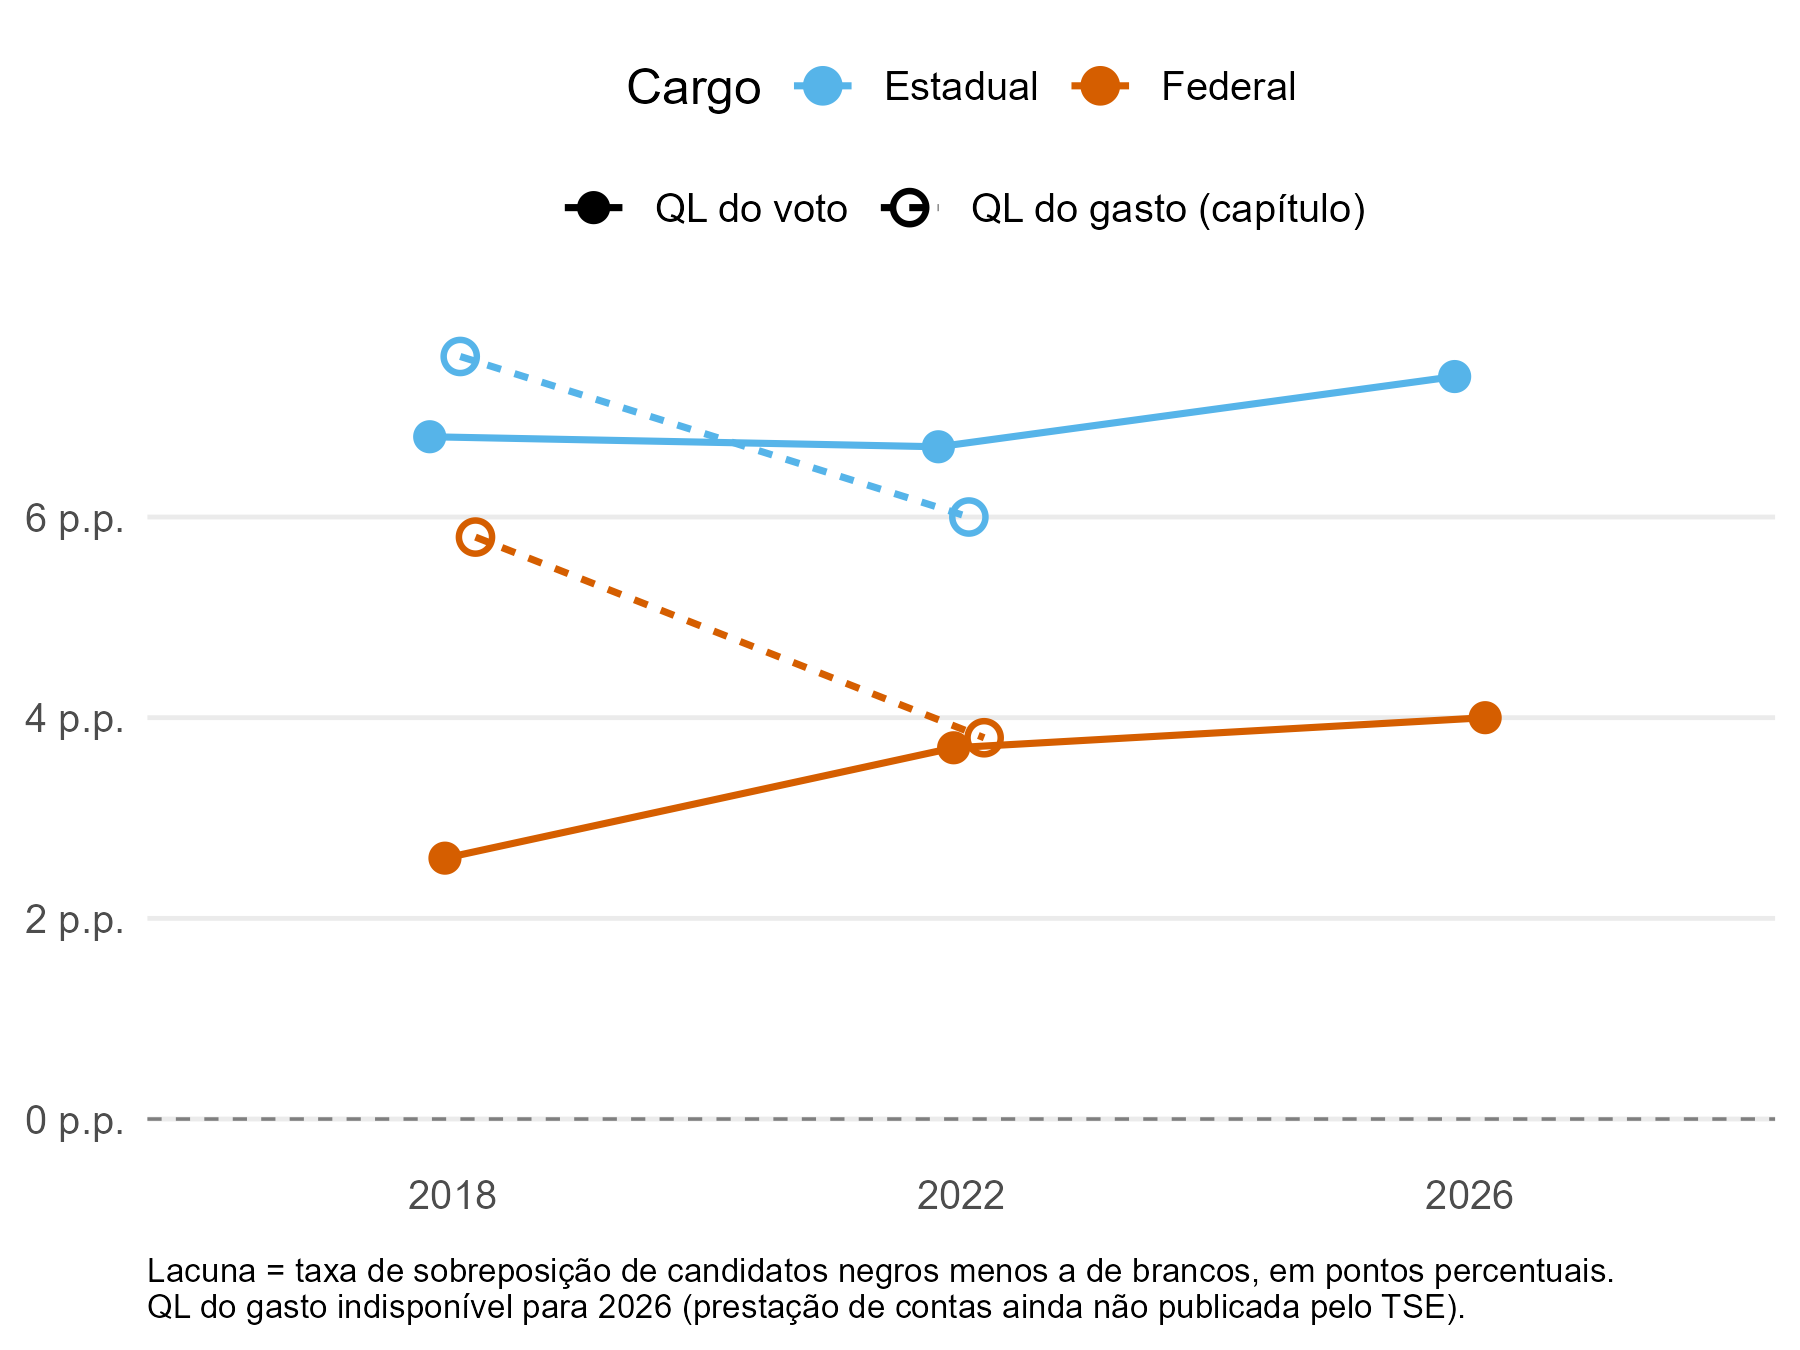 Cargo Estadual Federal
QL do voto QL do gasto (capítulo)
6 p.p.
4 p.p.
2 p.p.
0 p.p.
2018 2022 2026
Lacuna = taxa de sobreposição de candidatos negros menos a de brancos, em pontos percentuais.
QL do gasto indisponível para 2026 (prestação de contas ainda não publicada pelo TSE).